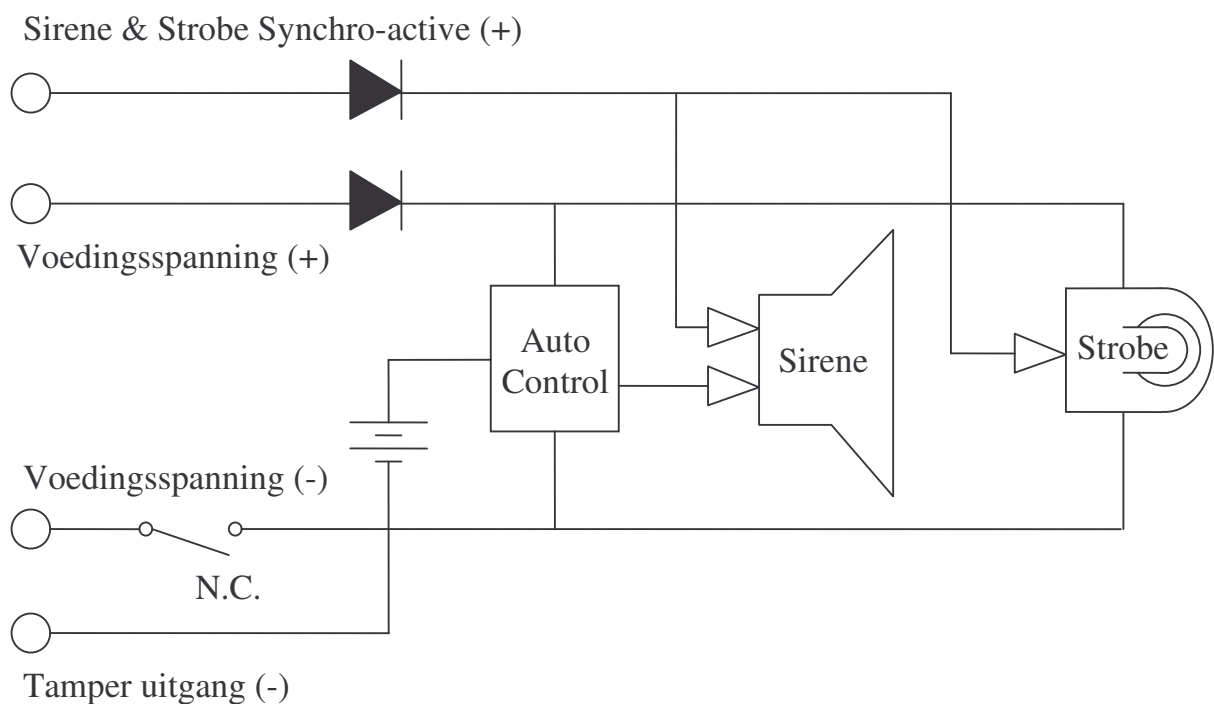 Sirene & Strobe Synchro-active (+)
Voedingsspanning (+)
Auto
Control
Sirene
Strobe
Voedingsspanning (-)
N.C.
Tamper uitgang (-)